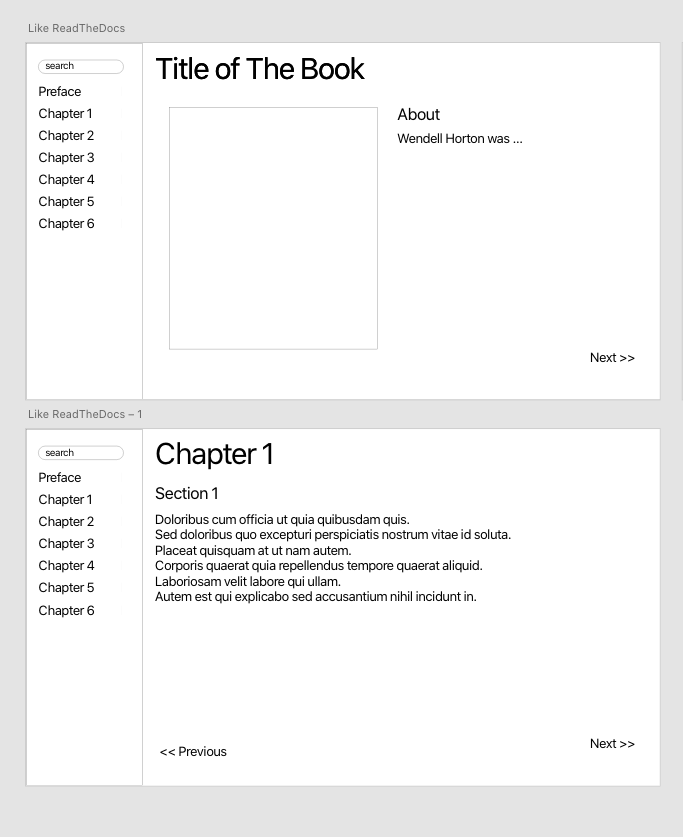 Like ReadTheDocs
search
Preface
Chapter 1
Chapter 2
Chapter 3
Chapter 4
Chapter 5
Chapter 6
Title of The Book
About
Wendell Horton was ...
Next >>
Like ReadTheDocs – 1
search
Preface
Chapter 1
Chapter 2
Chapter 3
Chapter 4
Chapter 5
Chapter 6
Chapter 1
Section 1
Doloribus cum officia ut quia quibusdam quis.
Sed doloribus quo excepturi perspiciatis nostrum vitae id soluta.
Placeat quisquam at ut nam autem.
Corporis quaerat quia repellendus tempore quaerat aliquid.
Laboriosam velit labore qui ullam.
Autem est qui explicabo sed accusantium nihil incidunt in.
<< Previous
Next >>